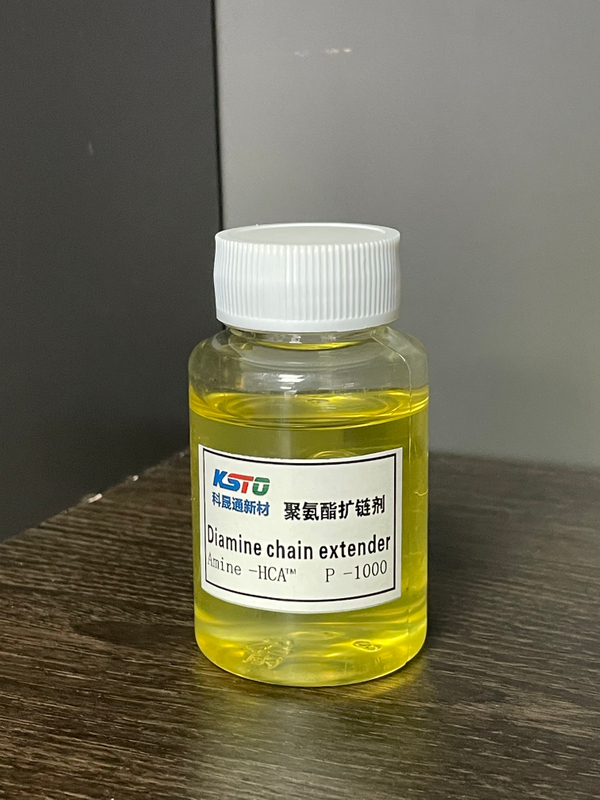 KSTO
科晟通新材 聚氨酯扩链剂
Diamine chain extender
Amine -HCA™ P -1000